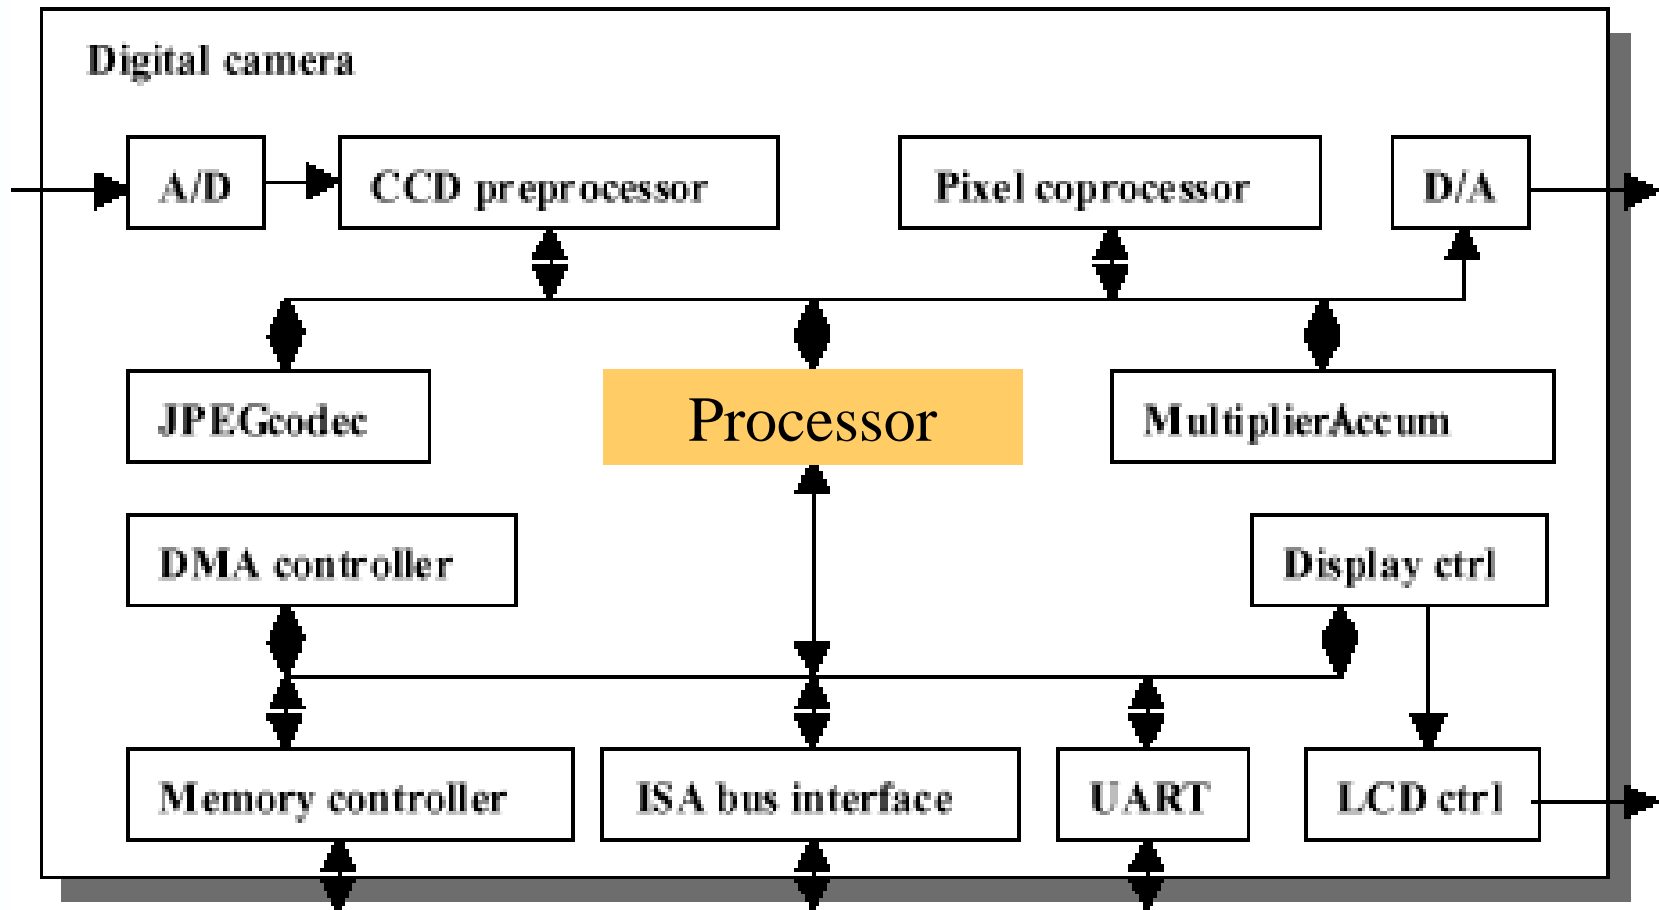 Digital camera
A/D
CCD preprocessor
Pixel coprocessor
D/A
JPEGcodec
Processor
MultiplierAccum
DMA controller
Display ctrl
Memory controller
ISA bus interface
UART
LCD ctrl